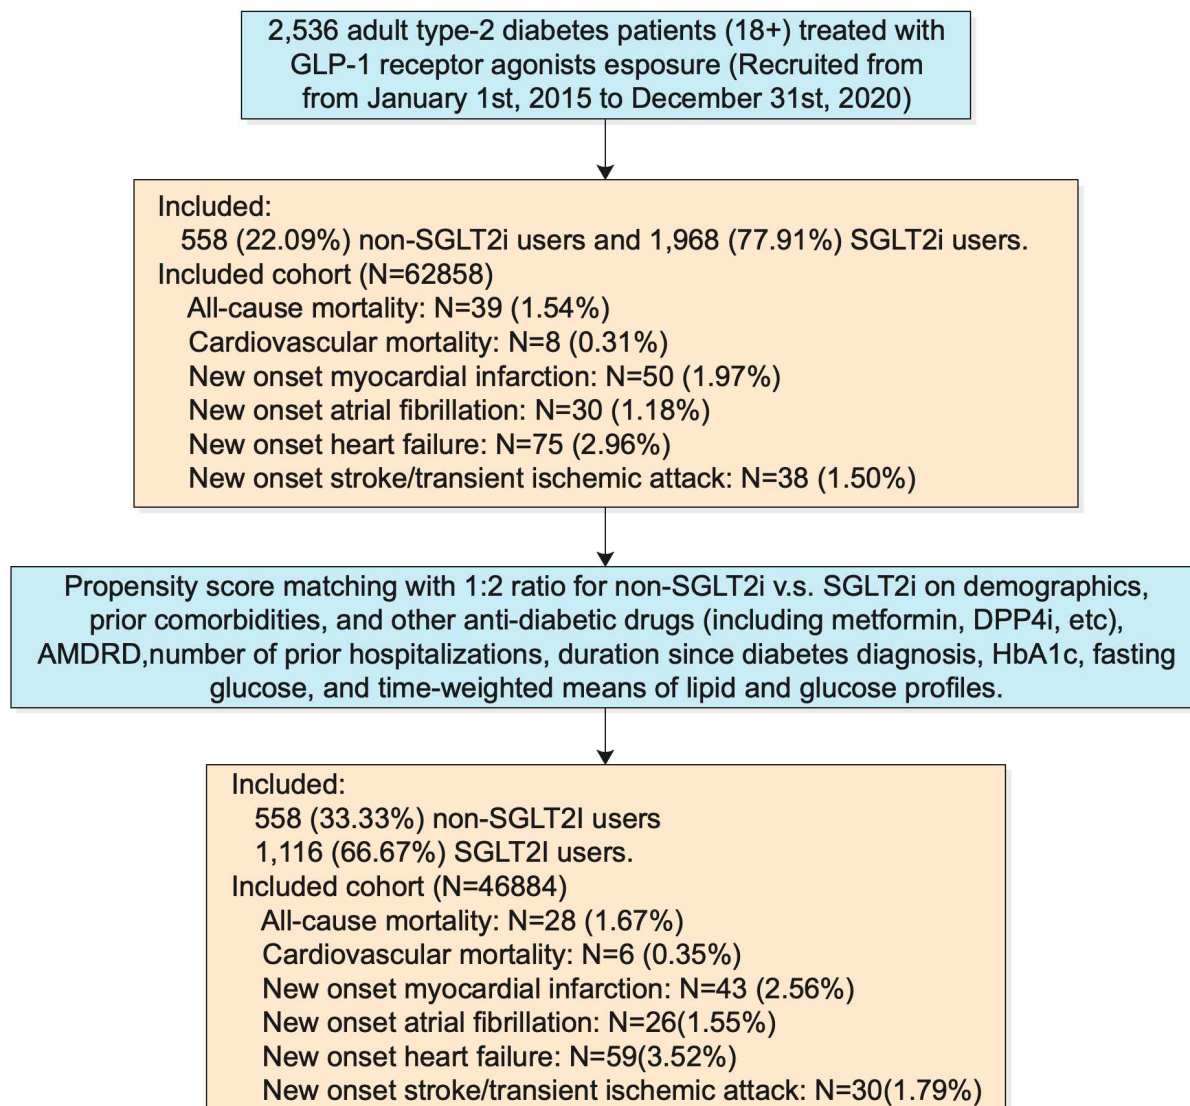 2,536 adult type-2 diabetes patients (18+) treated with
GLP-1 receptor agonists esposure (Recruited from
from January 1st, 2015 to December 31st, 2020)
Included:
558 (22.09%) non-SGLT2i users and 1,968 (77.91%) SGLT2i users.
Included cohort (N=62858)
All-cause mortality: N=39 (1.54%)
Cardiovascular mortality: N=8 (0.31%)
New onset myocardial infarction: N=50 (1.97%)
New onset atrial fibrillation: N=30 (1.18%)
New onset heart failure: N=75 (2.96%)
New onset stroke/transient ischemic attack: N=38 (1.50%)
Propensity score matching with 1:2 ratio for non-SGLT2i v.s. SGLT2i on demographics,
prior comorbidities, and other anti-diabetic drugs (including metformin, DPP4i, etc),
AMDRD,number of prior hospitalizations, duration since diabetes diagnosis, HbA1c, fasting
glucose, and time-weighted means of lipid and glucose profiles.
Included:
558 (33.33%) non-SGLT2I users
1,116 (66.67%) SGLT2I users.
Included cohort (N=46884)
All-cause mortality: N=28 (1.67%)
Cardiovascular mortality: N=6 (0.35%)
New onset myocardial infarction: N=43 (2.56%)
New onset atrial fibrillation: N=26(1.55%)
New onset heart failure: N=59(3.52%)
New onset stroke/transient ischemic attack: N=30(1.79%)